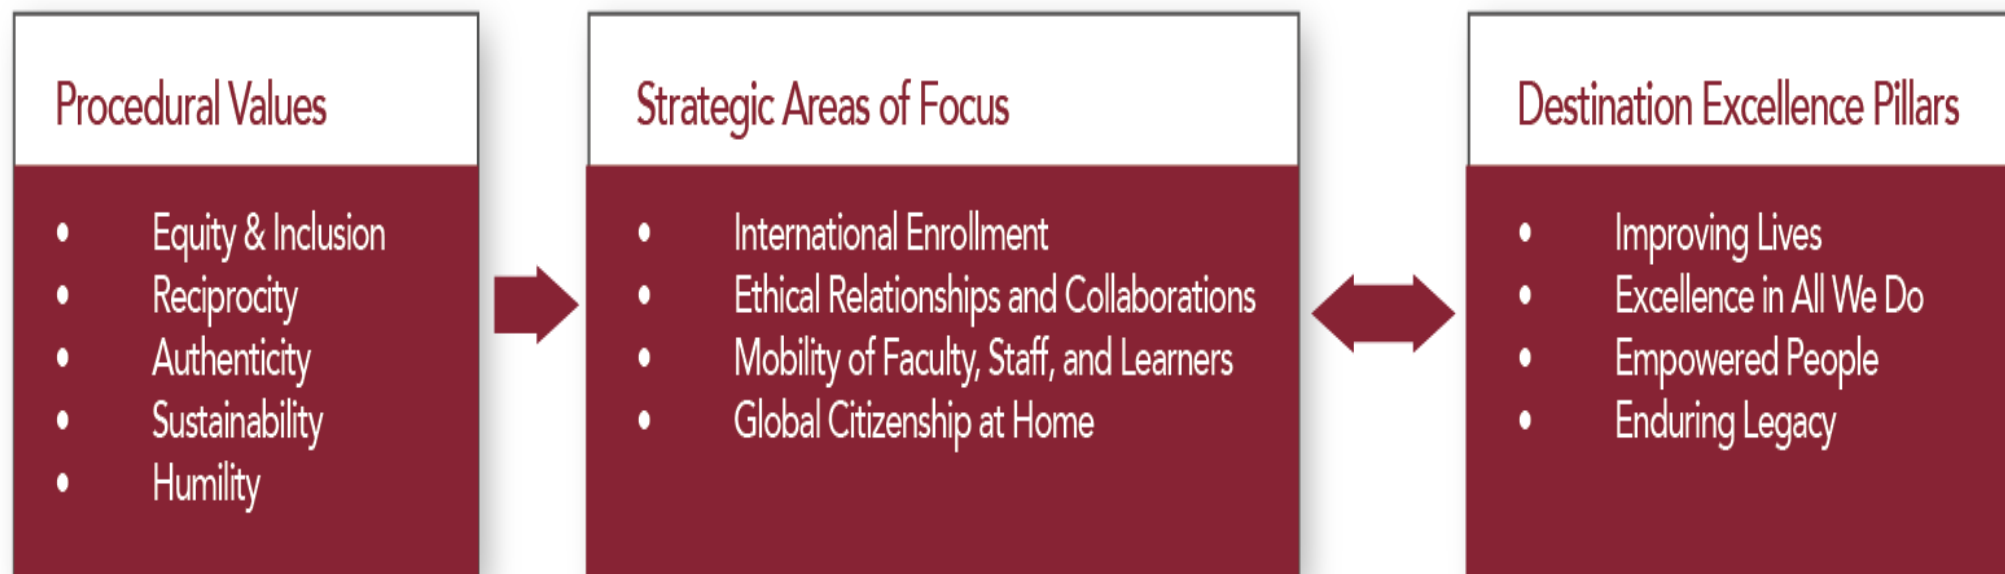 Procedural Values
• Equity & Inclusion
• Reciprocity
• Authenticity
• Sustainability
• Humility
Strategic Areas of Focus
• International Enrollment
• Ethical Relationships and Collaborations
• Mobility of Faculty, Staff, and Learners
• Global Citizenship at Home
Destination Excellence Pillars
• Improving Lives
• Excellence in All We Do
• Empowered People
• Enduring Legacy